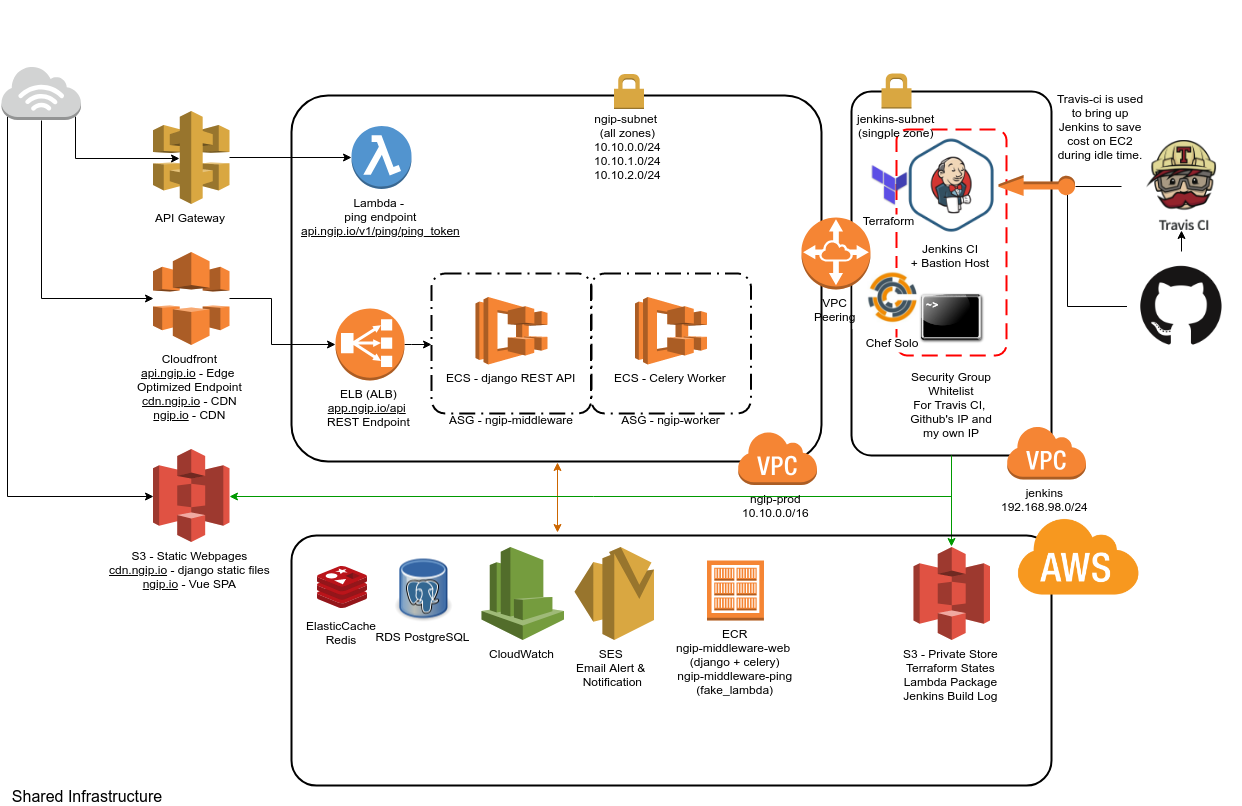 API Gateway
Cloudfront
api.ngip.io - Edge
Optimized Endpoint
cdn.ngip.io - CDN
ngip.io - CDN
S3 - Static Webpages
cdn.ngip.io - django static files
ngip.io - Vue SPA
ngip-subnet
(all zones)
10.10.0.0/24
10.10.1.0/24
10.10.2.0/24
λ
Lambda -
ping endpoint
api.ngip.io/v1/ping/ping_token
ELB (ALB)
app.ngip.io/api
REST Endpoint
ECS - django REST API
ASG - ngip-middleware
ECS - Celery Worker
ASG - ngip-worker
VPC
ngip-prod
10.10.0.0/16
VPC
Peering
jenkins-subnet
(singple zone)
Terraform
Jenkins CI
+ Bastion Host
Chef Solo
~>
Security Group
Whitelist
For Travis CI,
Github's IP and
my own IP
VPC
jenkins
192.168.98.0/24
Travis-ci is used
to bring up
Jenkins to save
cost on EC2
during idle time.
T
Travis CI
AWS
ElasticCache
Redis
RDS PostgreSQL
CloudWatch
SES
Email Alert &
Notification
ECR
ngip-middleware-web
(django + celery)
ngip-middleware-ping
(fake_lambda)
S3 - Private Store
Terraform States
Lambda Package
Jenkins Build Log
Shared Infrastructure